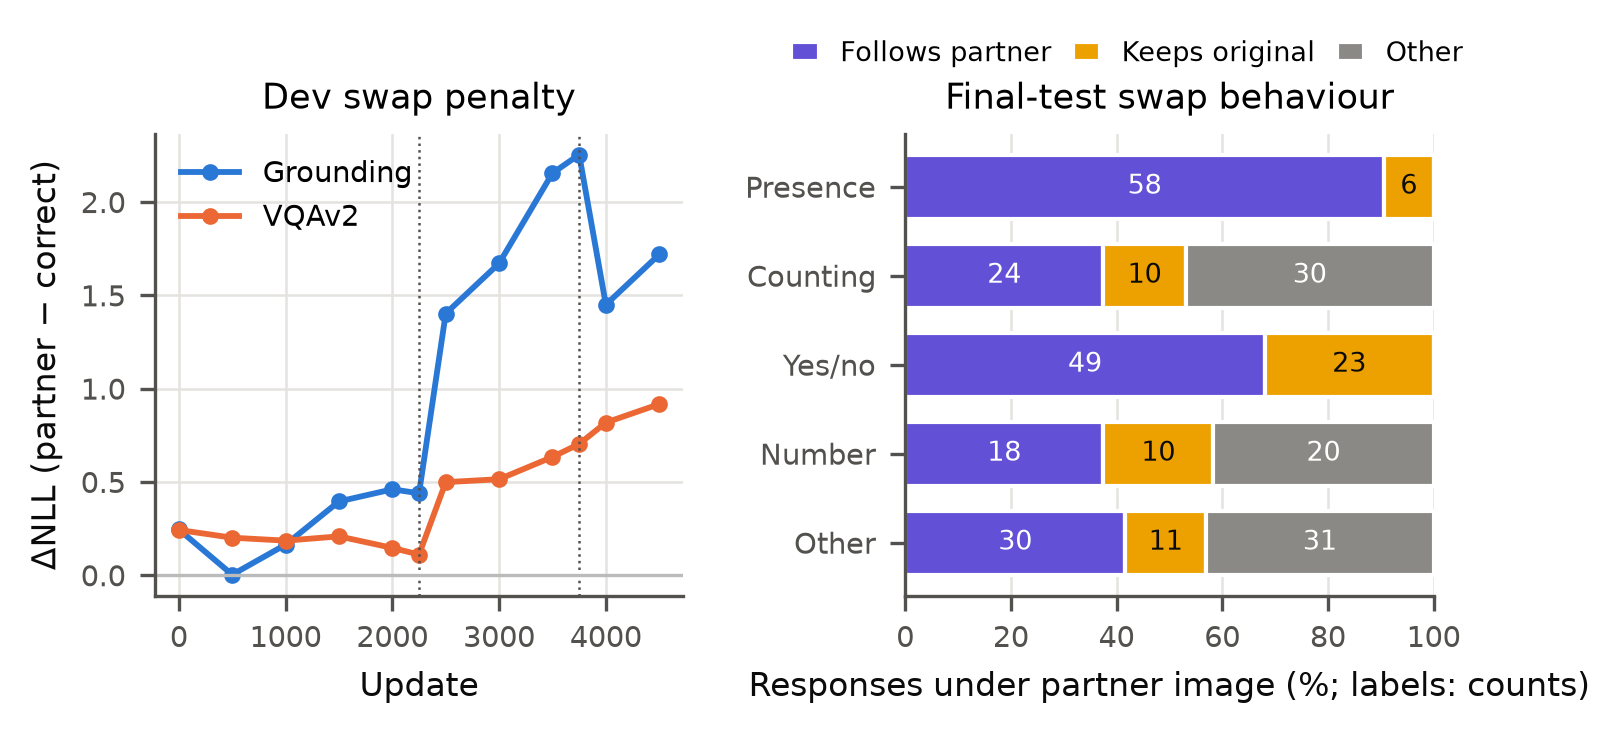 Dev swap penalty
Grounding
VQAv2
ΔNLL (partner − correct)
2.0
1.5
1.0
0.5
0.0
0 1000 2000 3000 4000
Update
Follows partner Keeps original Other
Final-test swap behaviour
Presence 58 6
Counting 24 10 30
Yes/no 49 23
Number 18 10 20
Other 30 11 31
0 20 40 60 80 100
Responses under partner image (%; labels: counts)